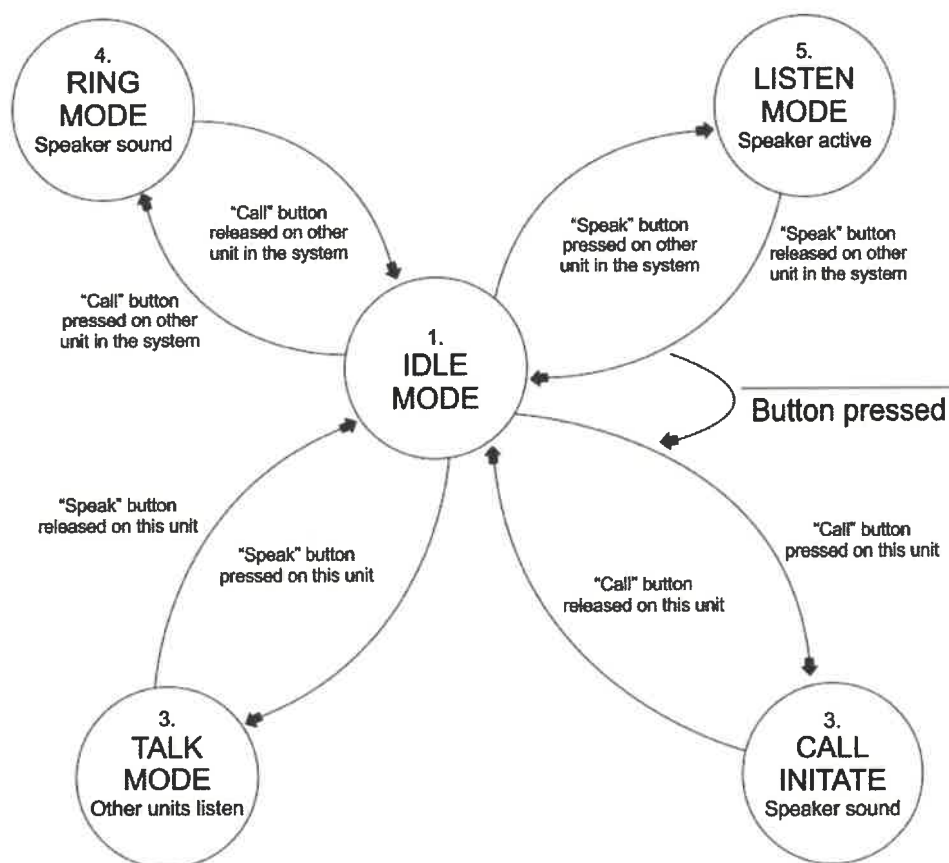 4.
RING
MODE
Speaker sound
5.
LISTEN
MODE
Speaker active
“Call” button
released on other
unit in the system
“Speak” button
pressed on other
unit in the system
“Speak” button
released on other
unit in the system
“Call” button
pressed on other
unit in the system
1.
IDLE
MODE
Button pressed
“Speak” button
released on this unit
“Speak” button
pressed on this unit
“Call” button
released on this unit
“Call” button
pressed on this unit
3.
TALK
MODE
Other units listen
3.
CALL
INITATE
Speaker sound